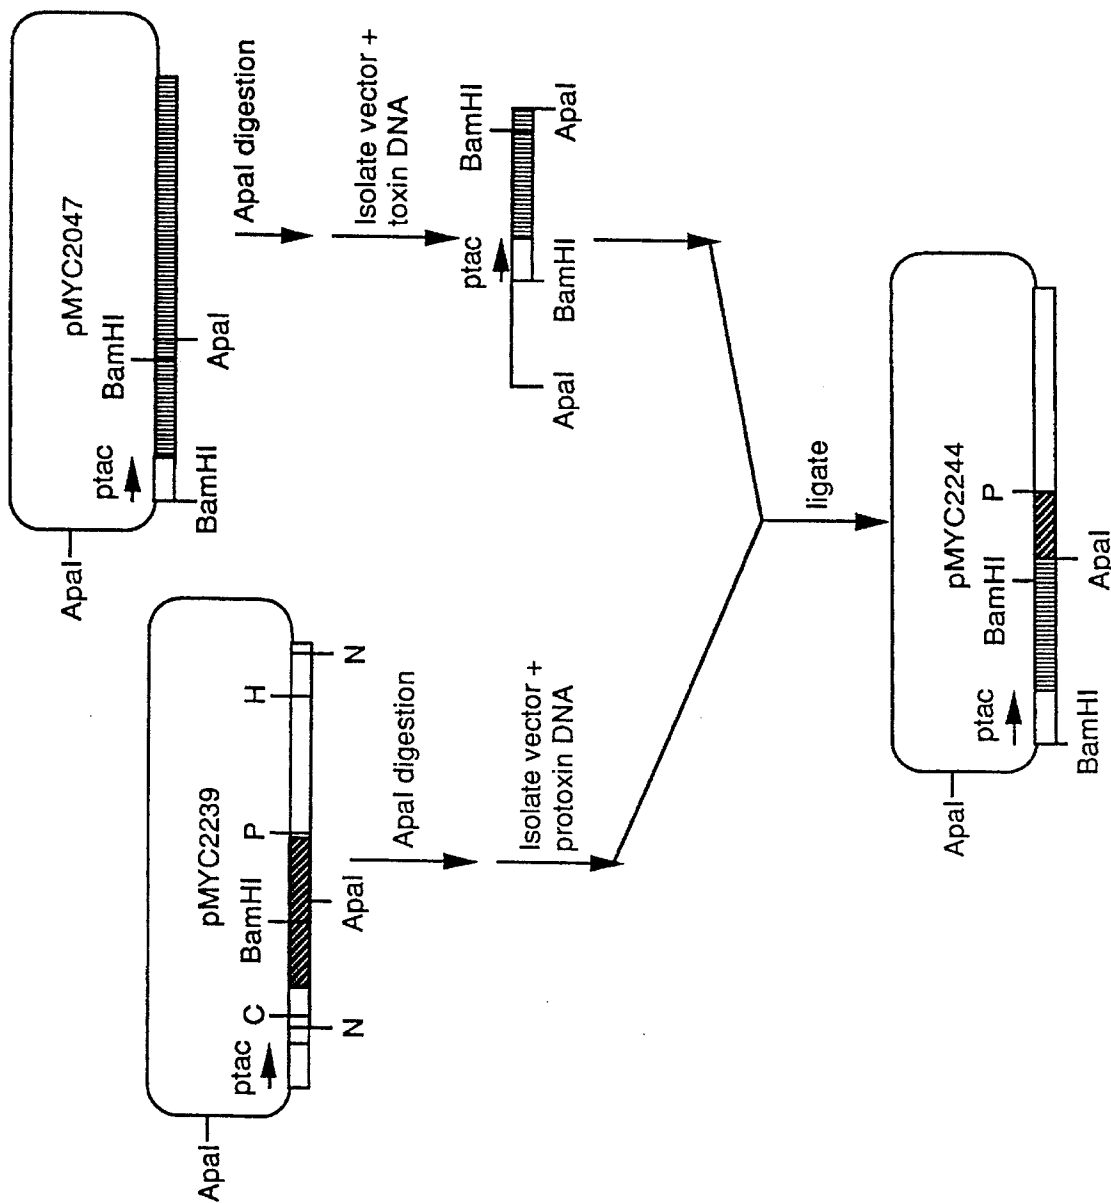 pMYC2239
ApaI
ptac
C
BamHI
P
H
N
ApaI
N
ApaI digestion
Isolate vector +
protoxin DNA
pMYC2047
ApaI
ptac
BamHI
BamHI
ApaI
ApaI digestion
Isolate vector +
toxin DNA
ptac
BamHI
ApaI
BamHI
ApaI
ligate
pMYC2244
ApaI
ptac
BamHI
P
BamHI
ApaI